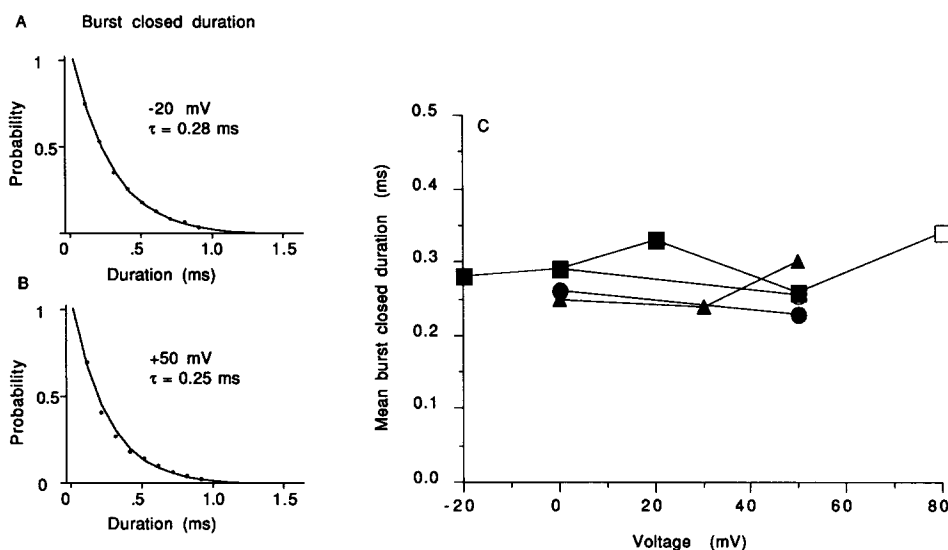 A Burst closed duration
1
0.5
0
Probability
-20 mV
τ = 0.28 ms
0 .5 1.0 1.5
Duration (ms)
B
1
0.5
0
Probability
+50 mV
τ = 0.25 ms
0 .5 1.0 1.5
Duration (ms)
C
0.5
0.4
0.3
0.2
0.1
0.0
Mean burst closed duration (ms)
-20 0 20 40 60 80
Voltage (mV)